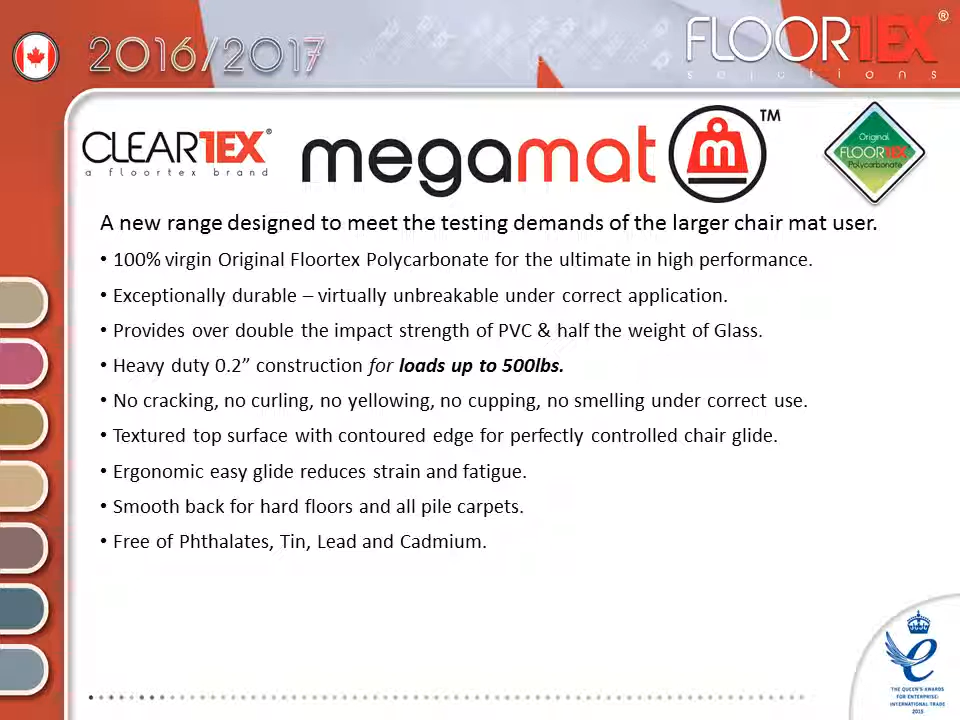 2016/2017
FLOORTEX®
selections
CLEARTEX®
a floortex brand
megamat
m
™
Original
FLOORTEX
Polycarbonate
A new range designed to meet the testing demands of the larger chair mat user.
• 100% virgin Original Floortex Polycarbonate for the ultimate in high performance.
• Exceptionally durable – virtually unbreakable under correct application.
• Provides over double the impact strength of PVC & half the weight of Glass.
• Heavy duty 0.2” construction for loads up to 500lbs.
• No cracking, no curling, no yellowing, no cupping, no smelling under correct use.
• Textured top surface with contoured edge for perfectly controlled chair glide.
• Ergonomic easy glide reduces strain and fatigue.
• Smooth back for hard floors and all pile carpets.
• Free of Phthalates, Tin, Lead and Cadmium.
e
THE QUEEN'S AWARDS
FOR ENTERPRISE:
INTERNATIONAL TRADE
2015